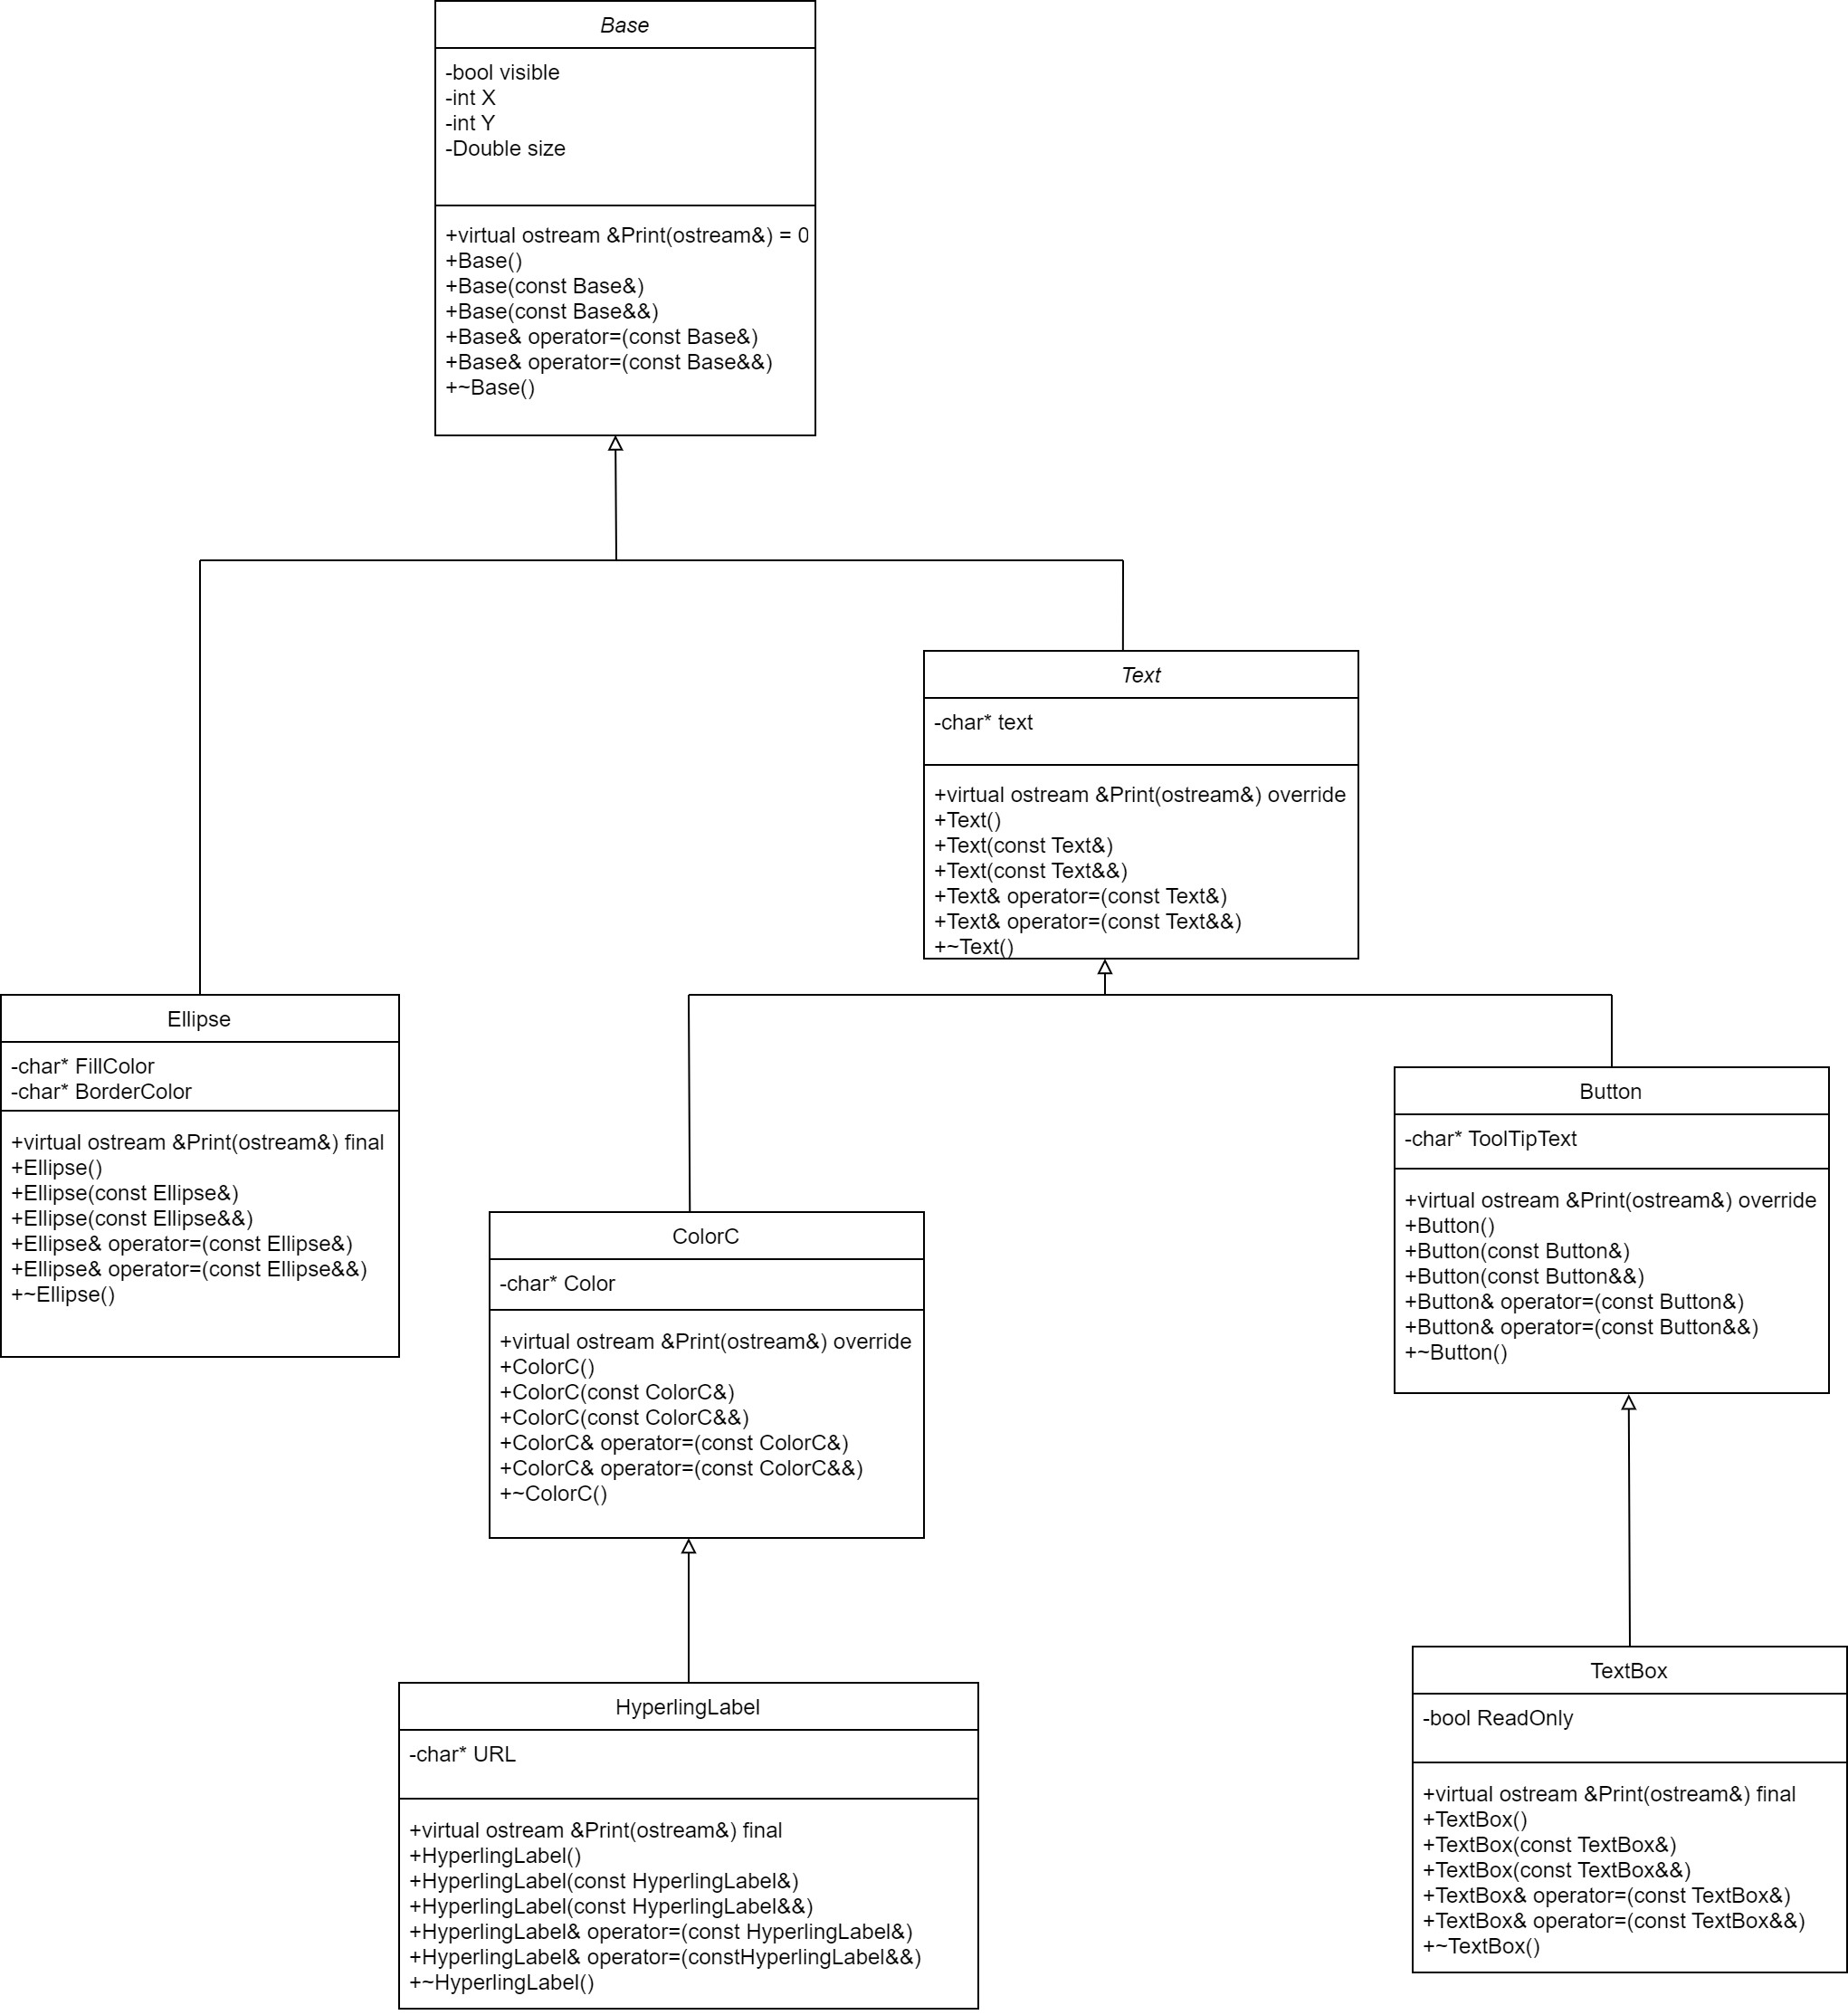 Base
-bool visible
-int X
-int Y
-Double size
+virtual ostream &Print(ostream&) = 0
+Base()
+Base(const Base&)
+Base(const Base&&)
+Base& operator=(const Base&)
+Base& operator=(const Base&&)
+~Base()
Text
-char* text
+virtual ostream &Print(ostream&) override
+Text()
+Text(const Text&)
+Text(const Text&&)
+Text& operator=(const Text&)
+Text& operator=(const Text&&)
+~Text()
Ellipse
-char* FillColor
-char* BorderColor
+virtual ostream &Print(ostream&) final
+Ellipse()
+Ellipse(const Ellipse&)
+Ellipse(const Ellipse&&)
+Ellipse& operator=(const Ellipse&)
+Ellipse& operator=(const Ellipse&&)
+~Ellipse()
Button
-char* ToolTipText
+virtual ostream &Print(ostream&) override
+Button()
+Button(const Button&)
+Button(const Button&&)
+Button& operator=(const Button&)
+Button& operator=(const Button&&)
+~Button()
ColorC
-char* Color
+virtual ostream &Print(ostream&) override
+ColorC()
+ColorC(const ColorC&)
+ColorC(const ColorC&&)
+ColorC& operator=(const ColorC&)
+ColorC& operator=(const ColorC&&)
+~ColorC()
TextBox
-bool ReadOnly
+virtual ostream &Print(ostream&) final
+TextBox()
+TextBox(const TextBox&)
+TextBox(const TextBox&&)
+TextBox& operator=(const TextBox&)
+TextBox& operator=(const TextBox&&)
+~TextBox()
HyperlingLabel
-char* URL
+virtual ostream &Print(ostream&) final
+HyperlingLabel()
+HyperlingLabel(const HyperlingLabel&)
+HyperlingLabel(const HyperlingLabel&&)
+HyperlingLabel& operator=(const HyperlingLabel&)
+HyperlingLabel& operator=(constHyperlingLabel&&)
+~HyperlingLabel()